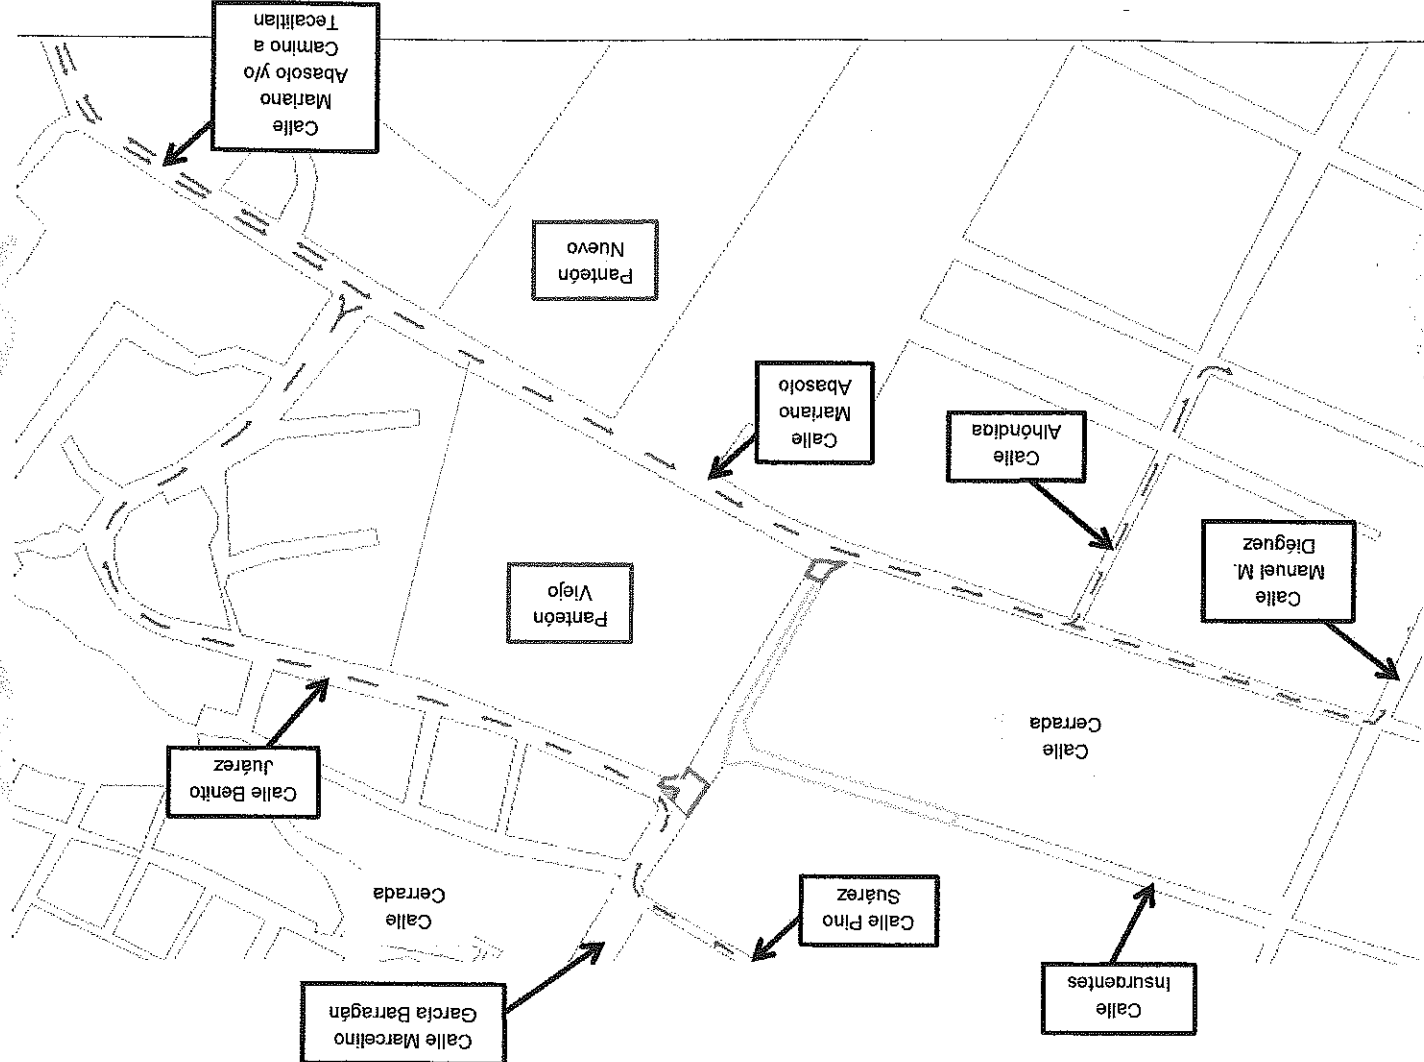 Calle
Insurgentes
Calle Marcelino
García Barragán
Calle Pino
Suárez
Calle
Cerrada
Calle Benito
Juárez
Calle
Cerrada
Calle
Manuel M.
Diéguez
Panteón
Viejo
Calle
Alhóndiga
Calle
Mariano
Abasolo
Panteón
Nuevo
Calle
Mariano
Abasolo y/o
Camino a
Tecalitlan